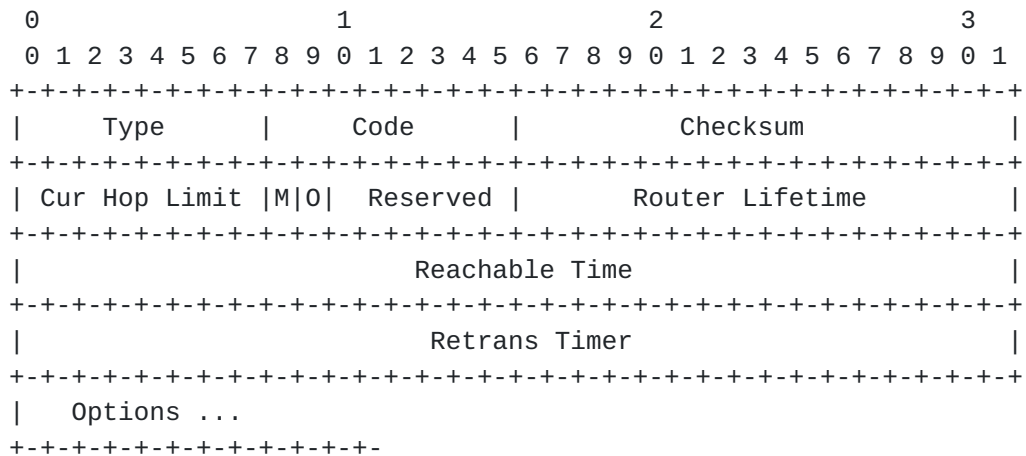 0                   1                   2                   3
 0 1 2 3 4 5 6 7 8 9 0 1 2 3 4 5 6 7 8 9 0 1 2 3 4 5 6 7 8 9 0 1
+-+-+-+-+-+-+-+-+-+-+-+-+-+-+-+-+-+-+-+-+-+-+-+-+-+-+-+-+-+-+-+-+
|     Type      |     Code      |          Checksum             |
+-+-+-+-+-+-+-+-+-+-+-+-+-+-+-+-+-+-+-+-+-+-+-+-+-+-+-+-+-+-+-+-+
| Cur Hop Limit |M|O|  Reserved |       Router Lifetime         |
+-+-+-+-+-+-+-+-+-+-+-+-+-+-+-+-+-+-+-+-+-+-+-+-+-+-+-+-+-+-+-+-+
|                         Reachable Time                        |
+-+-+-+-+-+-+-+-+-+-+-+-+-+-+-+-+-+-+-+-+-+-+-+-+-+-+-+-+-+-+-+-+
|                          Retrans Timer                        |
+-+-+-+-+-+-+-+-+-+-+-+-+-+-+-+-+-+-+-+-+-+-+-+-+-+-+-+-+-+-+-+-+
|   Options ...
+-+-+-+-+-+-+-+-+-+-+-+-